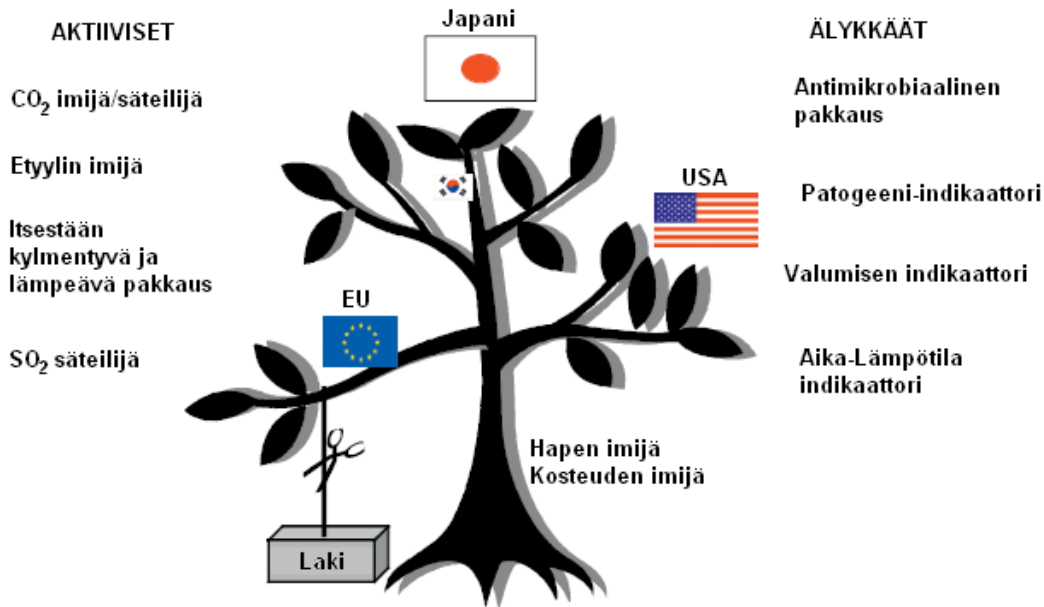 Japani
AKTIIVISET
ÄLYKKÄÄT
CO₂ imijä/säteilijä
Antimikrobiaalinen
pakkaus
Etyylin imijä
USA
Patogeeni-indikaattori
Itsestään
kylmentyvä ja
lämpeävä pakkaus
Valumisen indikaattori
EU
SO₂ säteilijä
Aika-Lämpötila
indikaattori
Hapen imijä
Kosteuden imijä
Laki